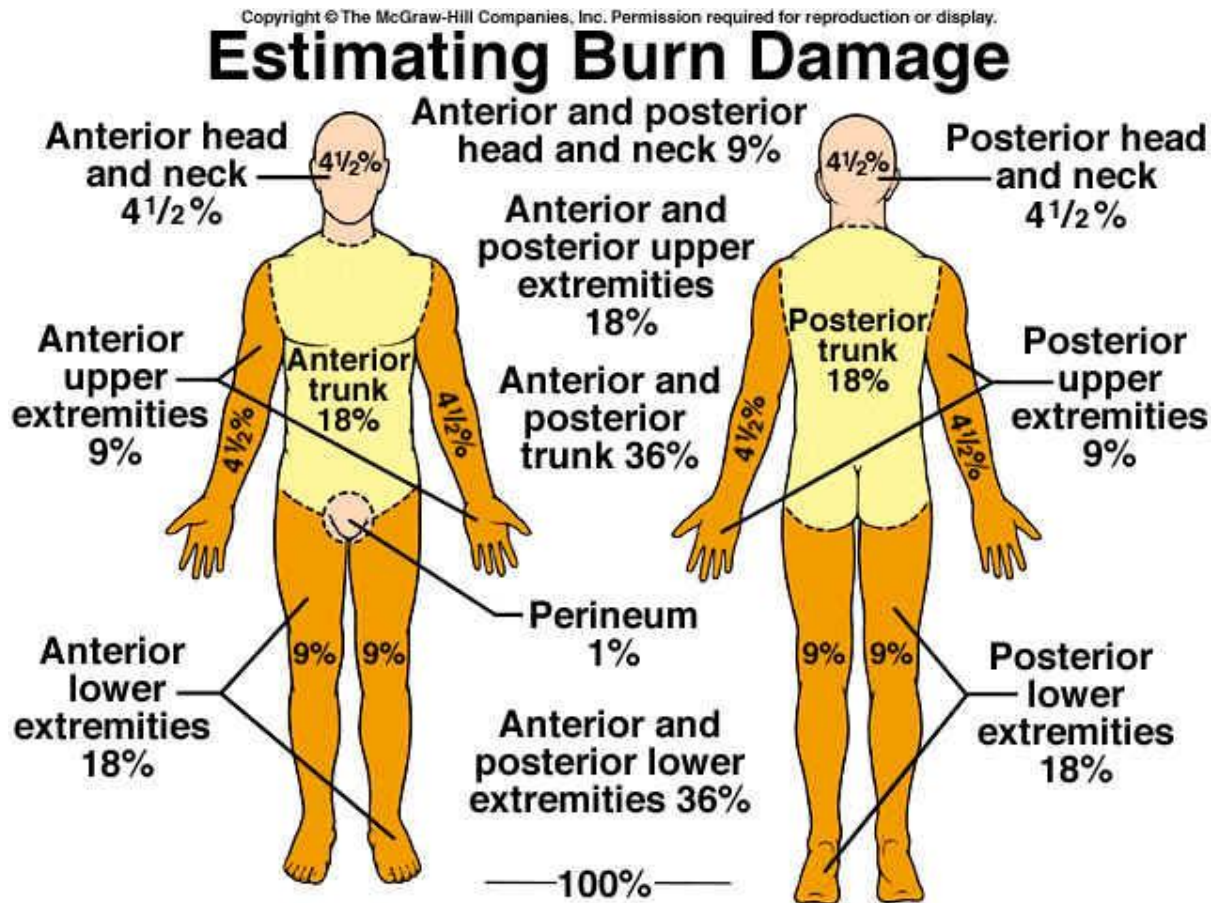 Copyright © The McGraw-Hill Companies, Inc. Permission required for reproduction or display.
Estimating Burn Damage
Anterior head
and neck
4 1/2%
4 1/2%
Anterior and posterior
head and neck 9%
4 1/2%
Posterior head
and neck
4 1/2%
Anterior and
posterior upper
extremities
18%
Anterior
upper
extremities
9%
Anterior
trunk
18%
4 1/2%
4 1/2%
Anterior and
posterior
trunk 36%
Posterior
trunk
18%
4 1/2%
4 1/2%
Posterior
upper
extremities
9%
Perineum
1%
Anterior
lower
extremities
18%
9%
9%
Anterior and
posterior lower
extremities 36%
9%
9%
Posterior
lower
extremities
18%
100%